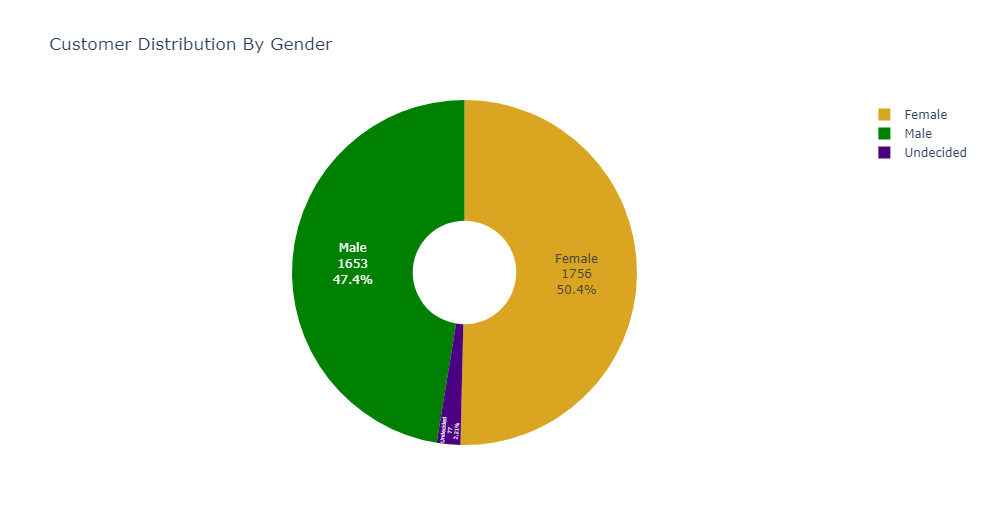 Customer Distribution By Gender
Female
Male
Undecided
Male
1653
47.4%
Female
1756
50.4%
Undecided
77
2.21%